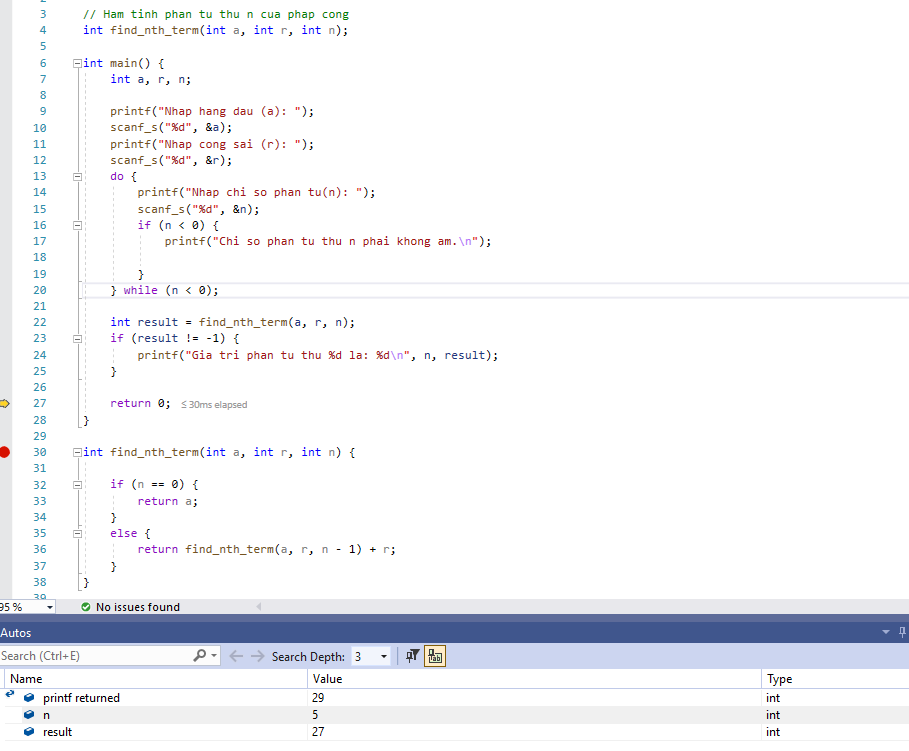 3 // Ham tinh phan tu thu n cua phap cong
4 int find_nth_term(int a, int r, int n);
5
6 int main() {
7 int a, r, n;
8
9 printf("Nhap hang dau (a): ");
10 scanf_s("%d", &a);
11 printf("Nhap cong sai (r): ");
12 scanf_s("%d", &r);
13 do {
14 printf("Nhap chi so phan tu(n): ");
15 scanf_s("%d", &n);
16 if (n < 0) {
17 printf("Chi so phan tu thu n phai khong am.\n");
18
19 }
20 } while (n < 0);
21
22 int result = find_nth_term(a, r, n);
23 if (result != -1) {
24 printf("Gia tri phan tu thu %d la: %d\n", n, result);
25 }
26
27 return 0; ≤ 30ms elapsed
28 }
29
30 int find_nth_term(int a, int r, int n) {
31
32 if (n == 0) {
33 return a;
34 }
35 else {
36 return find_nth_term(a, r, n - 1) + r;
37 }
38 }
39
95 % No issues found
Autos
Search (Ctrl+E) Search Depth: 3
Name Value Type
printf returned 29 int
n 5 int
result 27 int